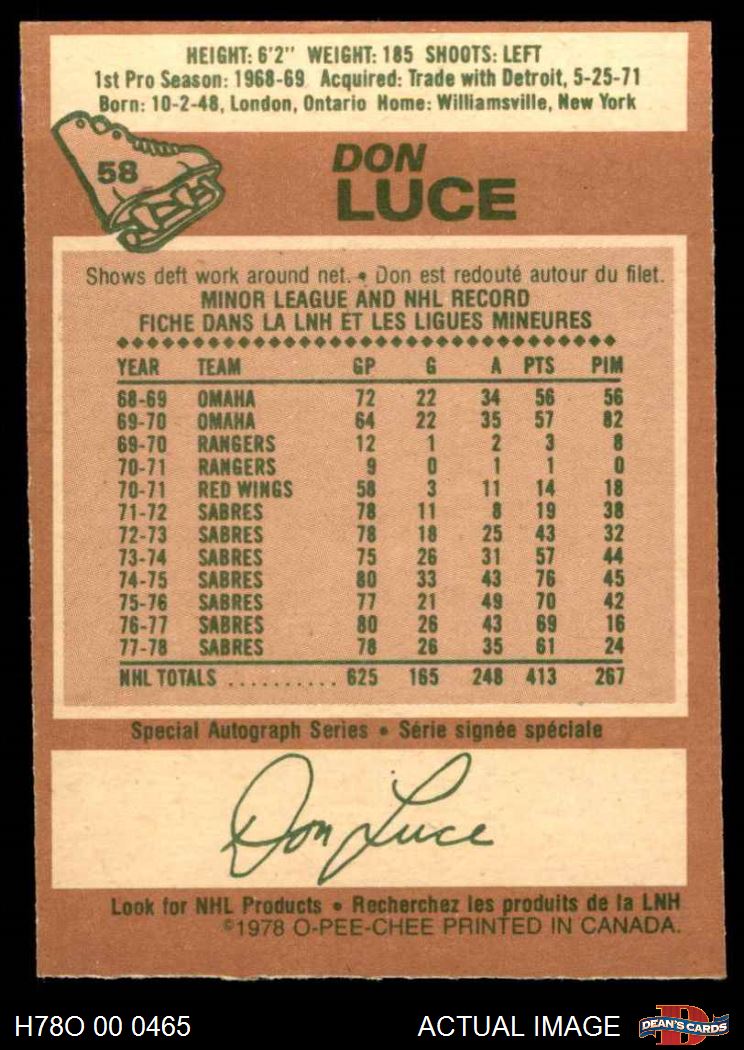 HEIGHT: 6'2" WEIGHT: 185 SHOOTS: LEFT
1st Pro Season: 1968-69 Acquired: Trade with Detroit, 5-25-71
Born: 10-2-48, London, Ontario Home: Williamsville, New York
58
DON
LUCE
Shows deft work around net. • Don est redouté autour du filet.
MINOR LEAGUE AND NHL RECORD
FICHE DANS LA LNH ET LES LIGUES MINEURES
YEAR TEAM GP G A PTS PIM
68-69 OMAHA 72 22 34 56 56
69-70 OMAHA 64 22 35 57 82
69-70 RANGERS 12 1 2 3 8
70-71 RANGERS 9 0 1 1 0
70-71 RED WINGS 58 3 11 14 18
71-72 SABRES 78 11 8 19 38
72-73 SABRES 78 18 25 43 32
73-74 SABRES 75 26 31 57 44
74-75 SABRES 80 33 43 76 45
75-76 SABRES 77 21 49 70 42
76-77 SABRES 80 26 43 69 16
77-78 SABRES 78 26 35 61 24
NHL TOTALS .......... 625 165 248 413 267
Special Autograph Series • Série signée spéciale
Don Luce
Look for NHL Products • Recherchez les produits de la LNH
©1978 O-PEE-CHEE PRINTED IN CANADA.
H78O 00 0465 ACTUAL IMAGE DEAN'S CARDS